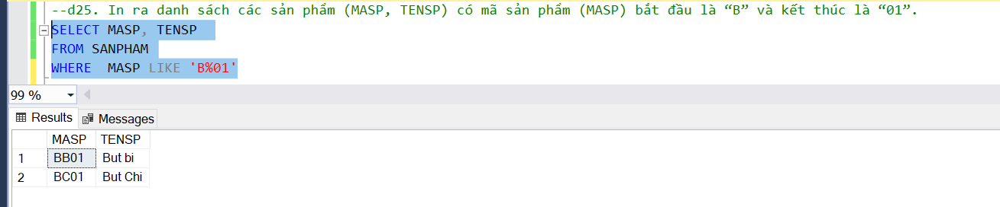 --d25. In ra danh sách các sản phẩm (MASP, TENSP) có mã sản phẩm (MASP) bắt đầu là “B” và kết thúc là “01”.
SELECT MASP, TENSP
FROM SANPHAM
WHERE  MASP LIKE 'B%01'
99 %
Results Messages
MASP TENSP
1 BB01 But bi
2 BC01 But Chi